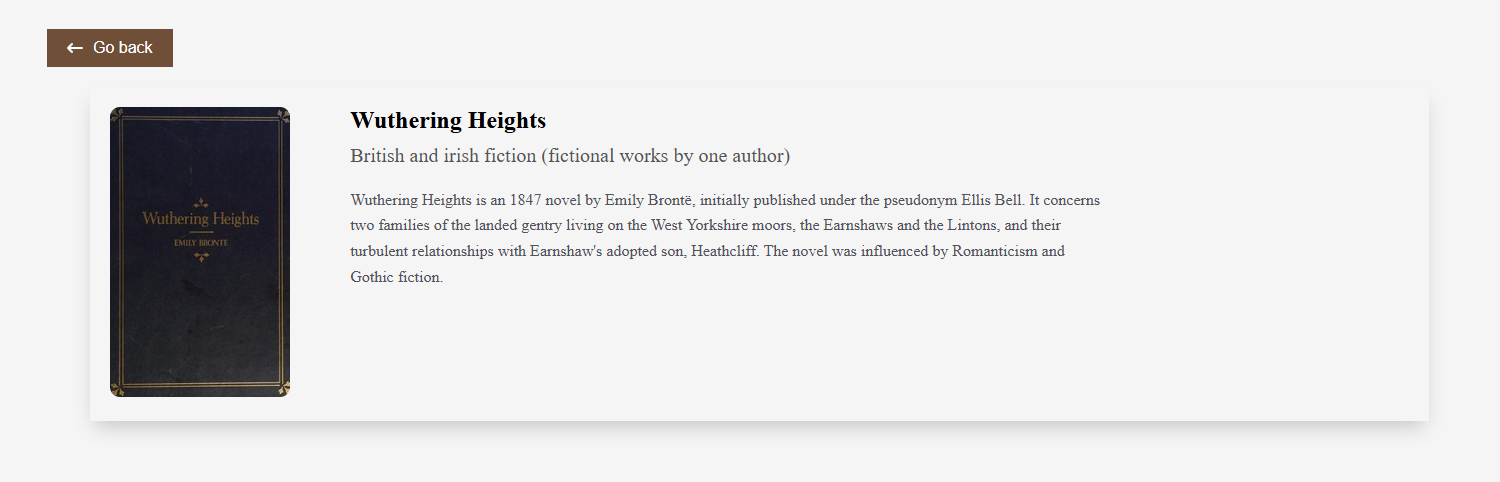 Go back
Wuthering Heights
EMILY BRONTË
Wuthering Heights
British and irish fiction (fictional works by one author)
Wuthering Heights is an 1847 novel by Emily Brontë, initially published under the pseudonym Ellis Bell. It concerns
two families of the landed gentry living on the West Yorkshire moors, the Earnshaws and the Lintons, and their
turbulent relationships with Earnshaw's adopted son, Heathcliff. The novel was influenced by Romanticism and
Gothic fiction.